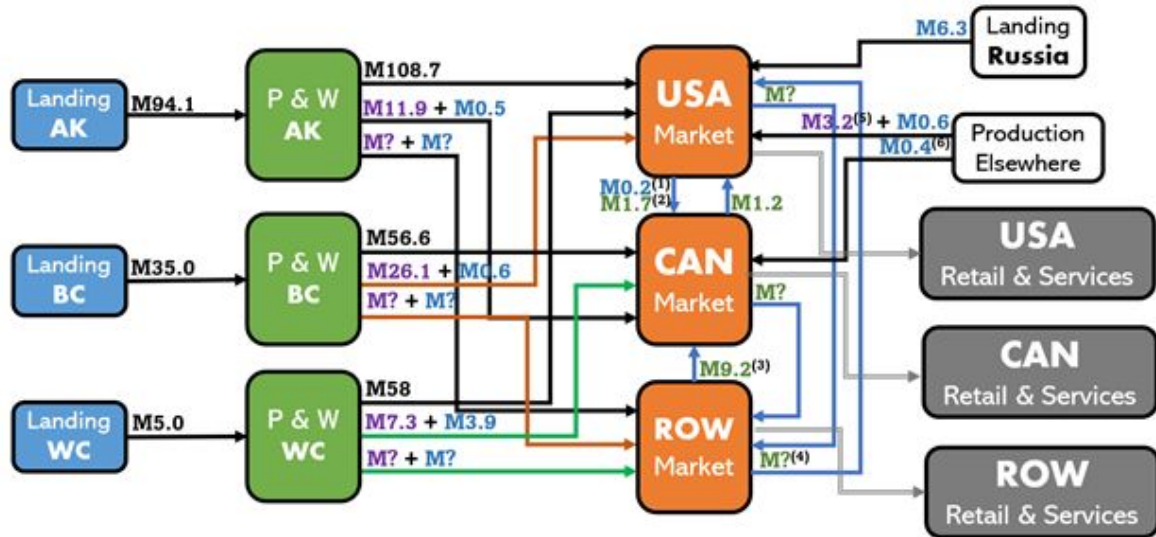 Landing
AK
M94.1
P & W
AK
M108.7
M11.9 + M0.5
M? + M?
Landing
BC
M35.0
P & W
BC
M56.6
M26.1 + M0.6
M? + M?
Landing
WC
M5.0
P & W
WC
M58
M7.3 + M3.9
M? + M?
USA
Market
M?
M0.2(1)
M1.7(2)
M1.2
CAN
Market
M?
M9.2(3)
ROW
Market
M?(4)
M6.3
Landing
Russia
M3.2(5) + M0.6
M0.4(6)
Production
Elsewhere
USA
Retail & Services
CAN
Retail & Services
ROW
Retail & Services